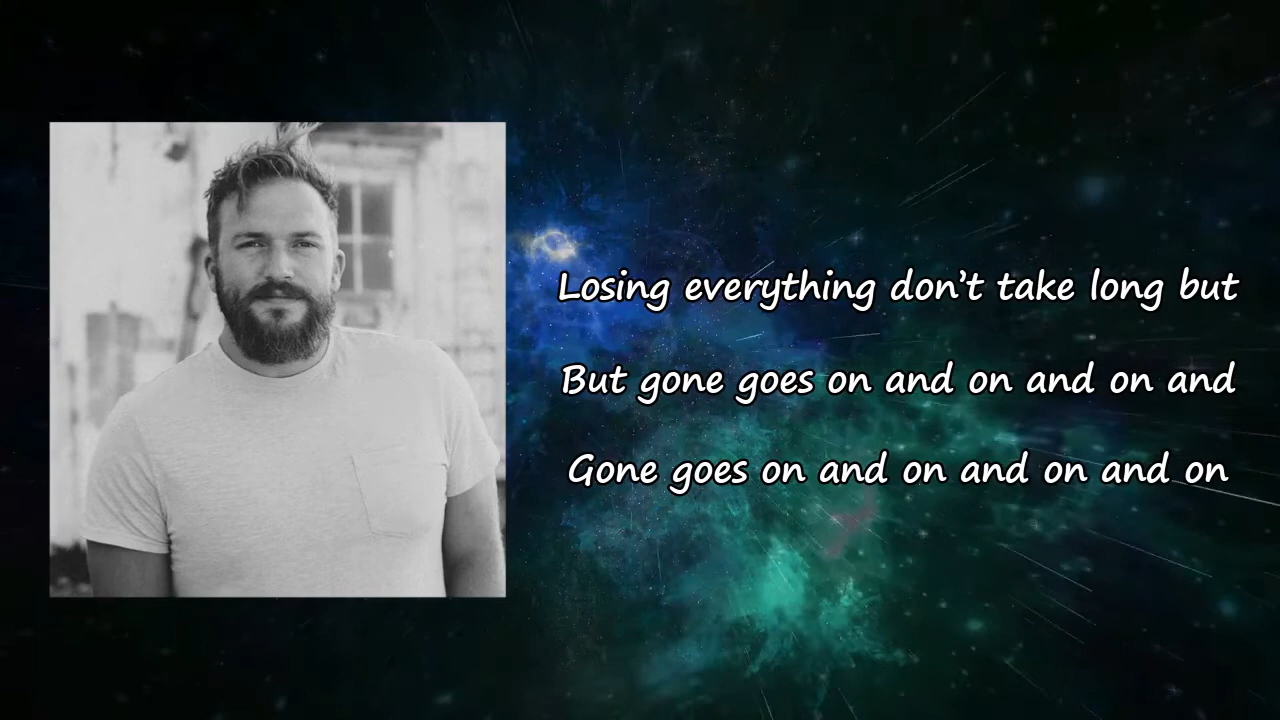 Losing everything don’t take long but
But gone goes on and on and on and
Gone goes on and on and on and on